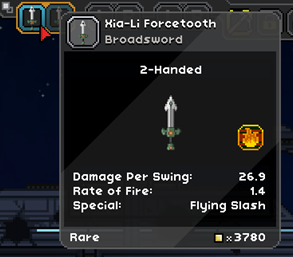 Xia-Li Forcetooth
Broadsword
2-Handed
Damage Per Swing: 26.9
Rate of Fire: 1.4
Special: Flying Slash
Rare x3780